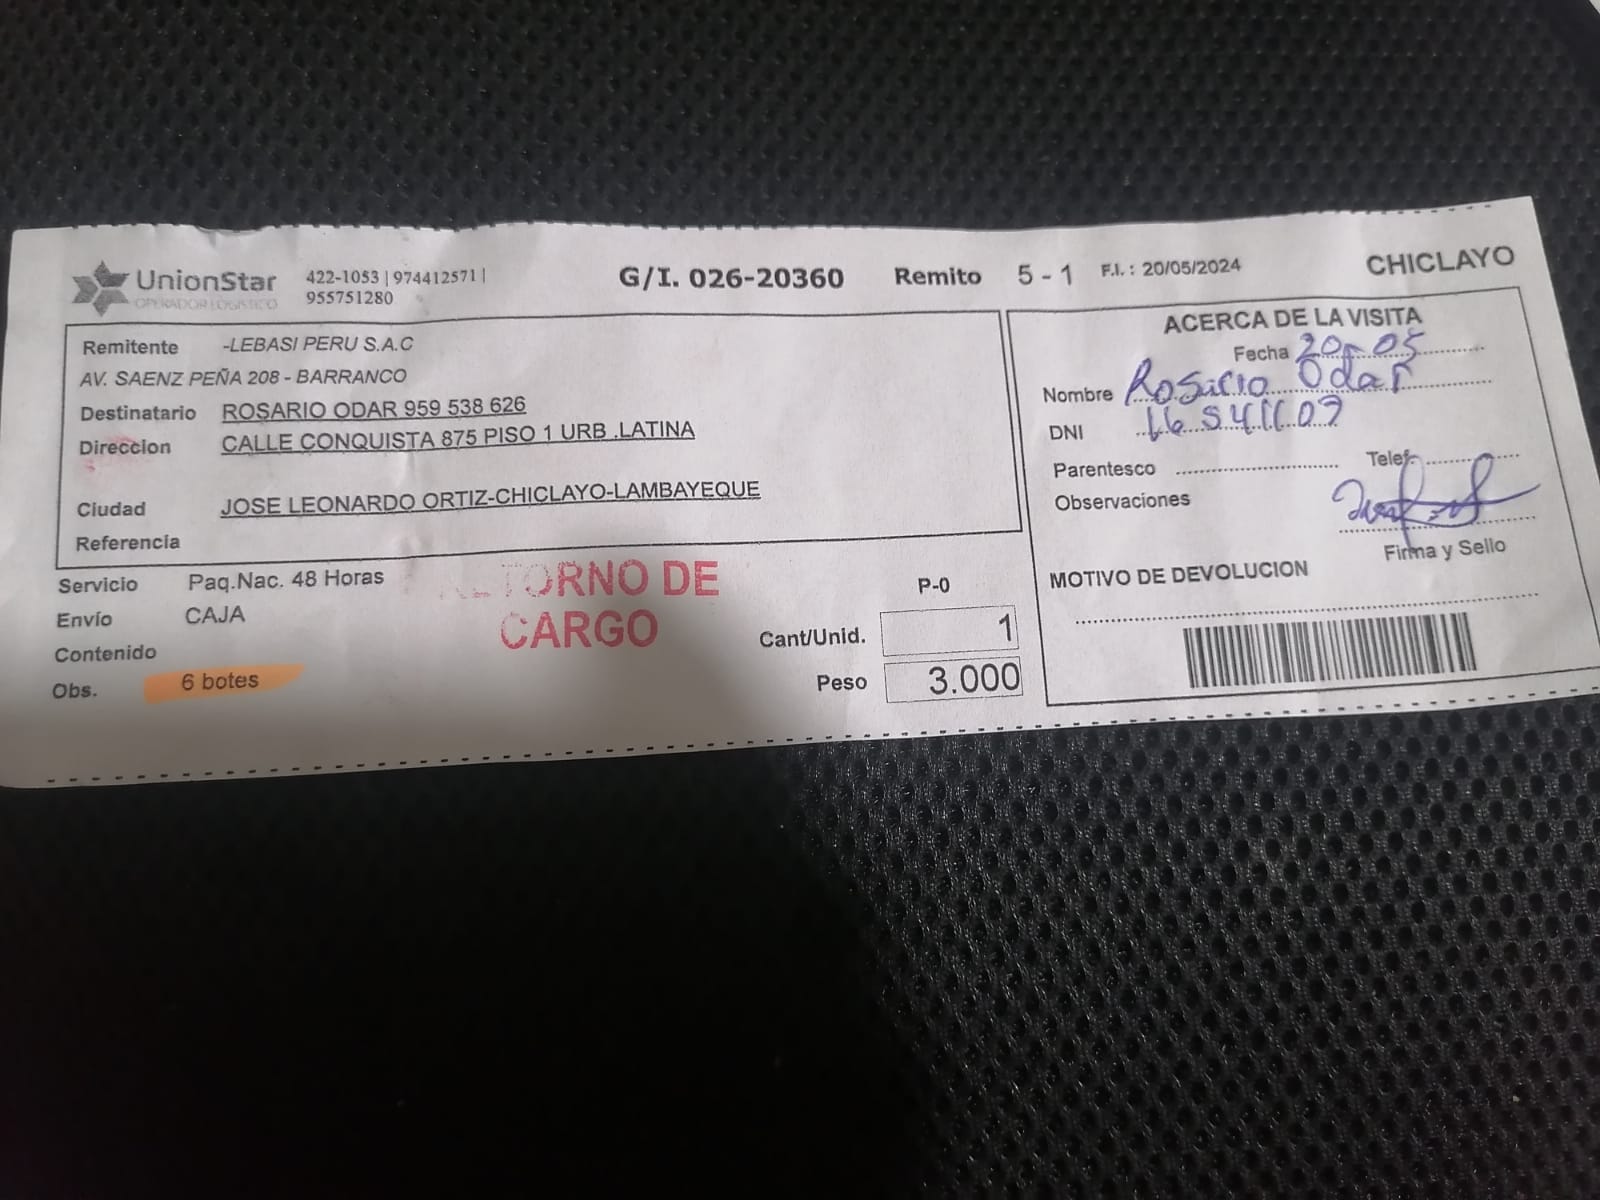 UnionStar
OPERADOR LOGISTICO
422-1053 | 974412571 |
955751280
G/I. 026-20360
Remito 5 - 1
F.I. : 20/05/2024
CHICLAYO
Remitente -LEBASI PERU S.A.C
AV. SAENZ PEÑA 208 - BARRANCO
Destinatario ROSARIO ODAR 959 538 626
Direccion CALLE CONQUISTA 875 PISO 1 URB .LATINA
Ciudad JOSE LEONARDO ORTIZ-CHICLAYO-LAMBAYEQUE
Referencia
Servicio Paq.Nac. 48 Horas
Envío CAJA
Contenido
Obs. 6 botes
RETORNO DE
CARGO
P-0
Cant/Unid. 1
Peso 3.000
ACERCA DE LA VISITA
Fecha 20-05
Nombre Rosario Odar
DNI
Parentesco Telef.
Observaciones
Firma y Sello
MOTIVO DE DEVOLUCION